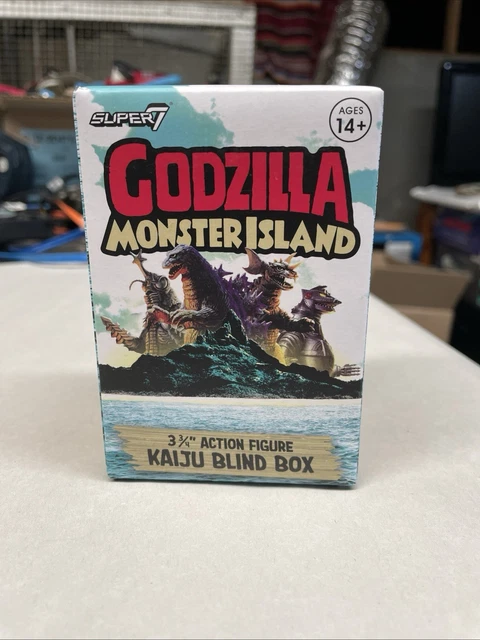 SUPER7
AGES
14+
GODZILLA
MONSTER ISLAND
3 3/4" ACTION FIGURE
KAIJU BLIND BOX